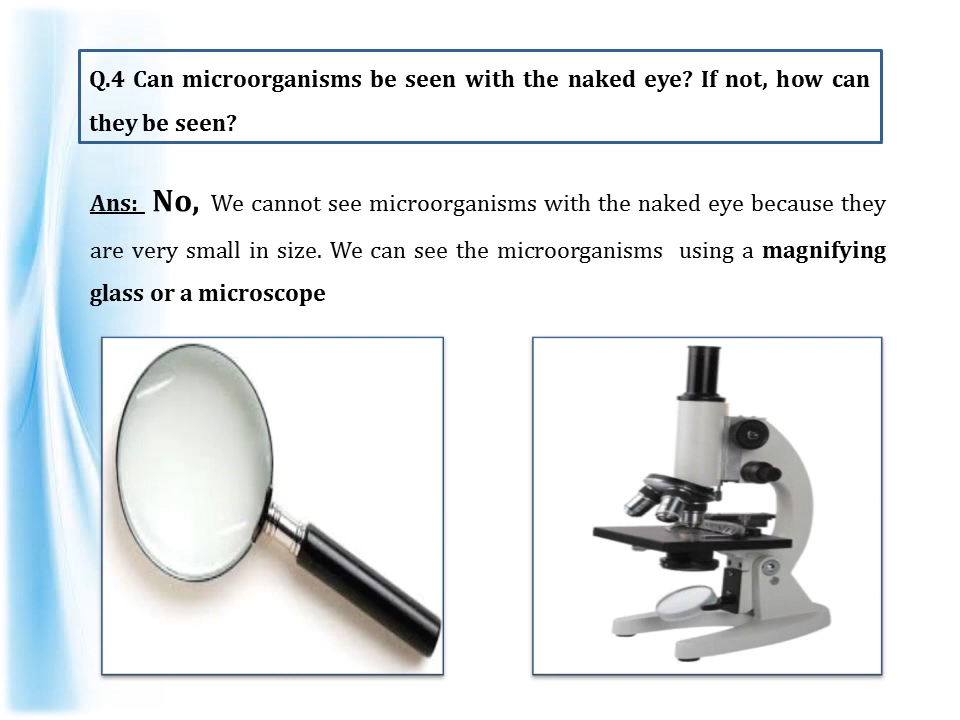 Q.4 Can microorganisms be seen with the naked eye? If not, how can
they be seen?
Ans: No, We cannot see microorganisms with the naked eye because they
are very small in size. We can see the microorganisms using a magnifying
glass or a microscope